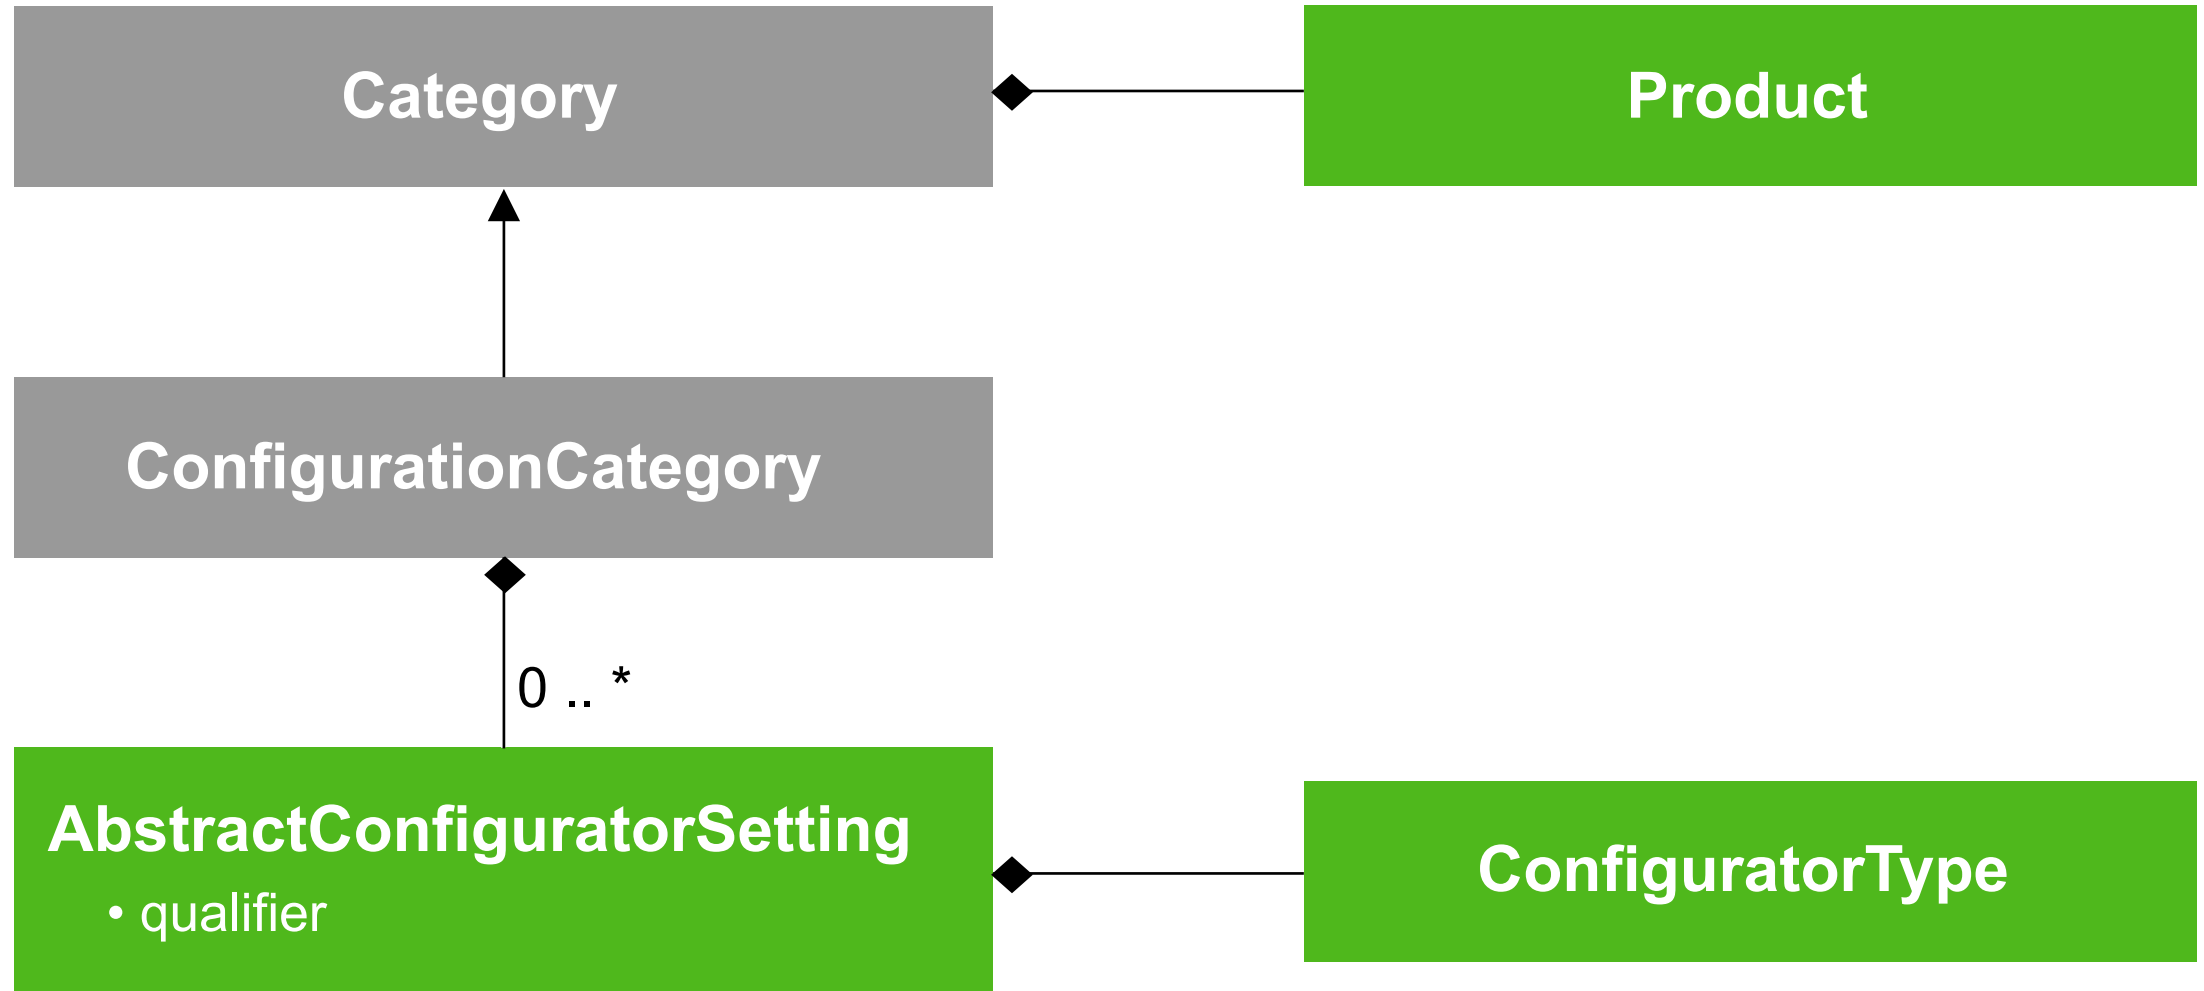 Category
Product
ConfigurationCategory
0 .. *
AbstractConfiguratorSetting
• qualifier
ConfiguratorType